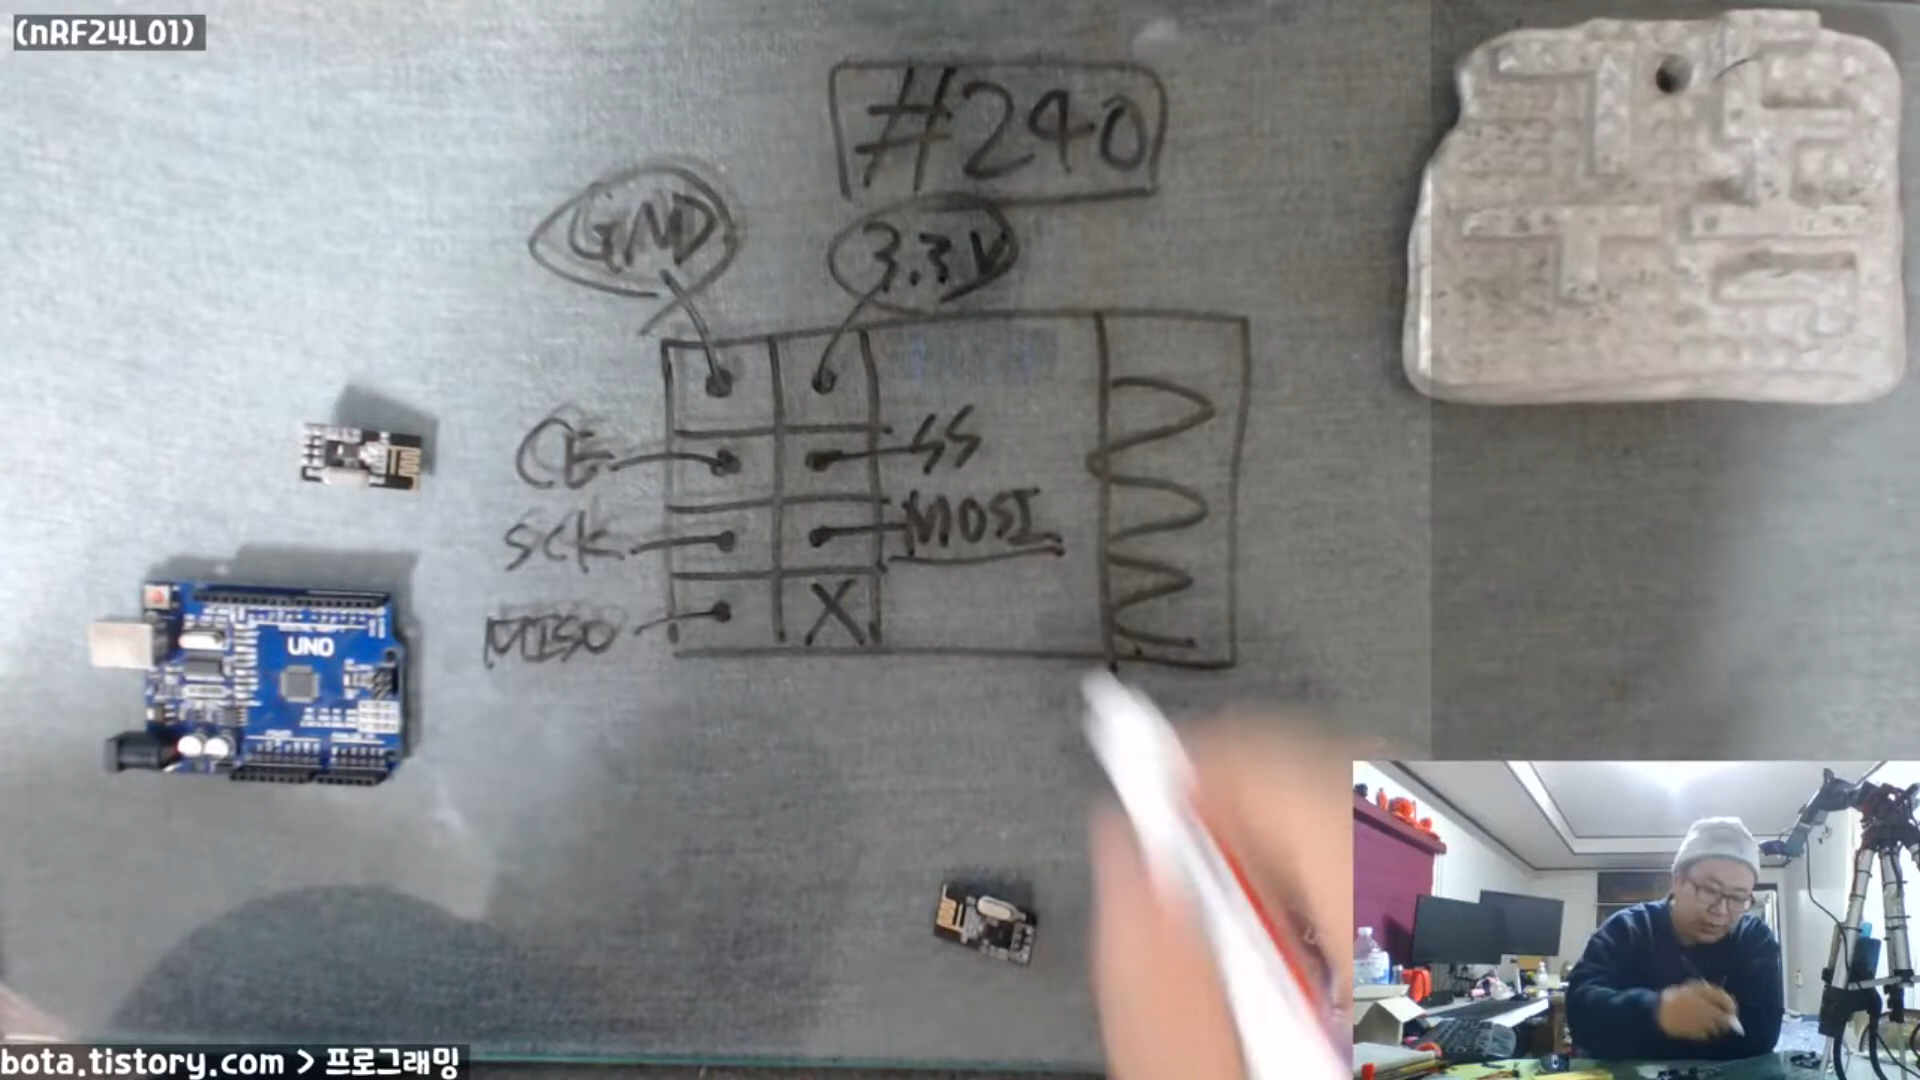 (nRF24L01)
#240
GND
3.3V
CE
SS
SCK
MOSI
MISO
X
UNO
bota.tistory.com > 프로그래밍